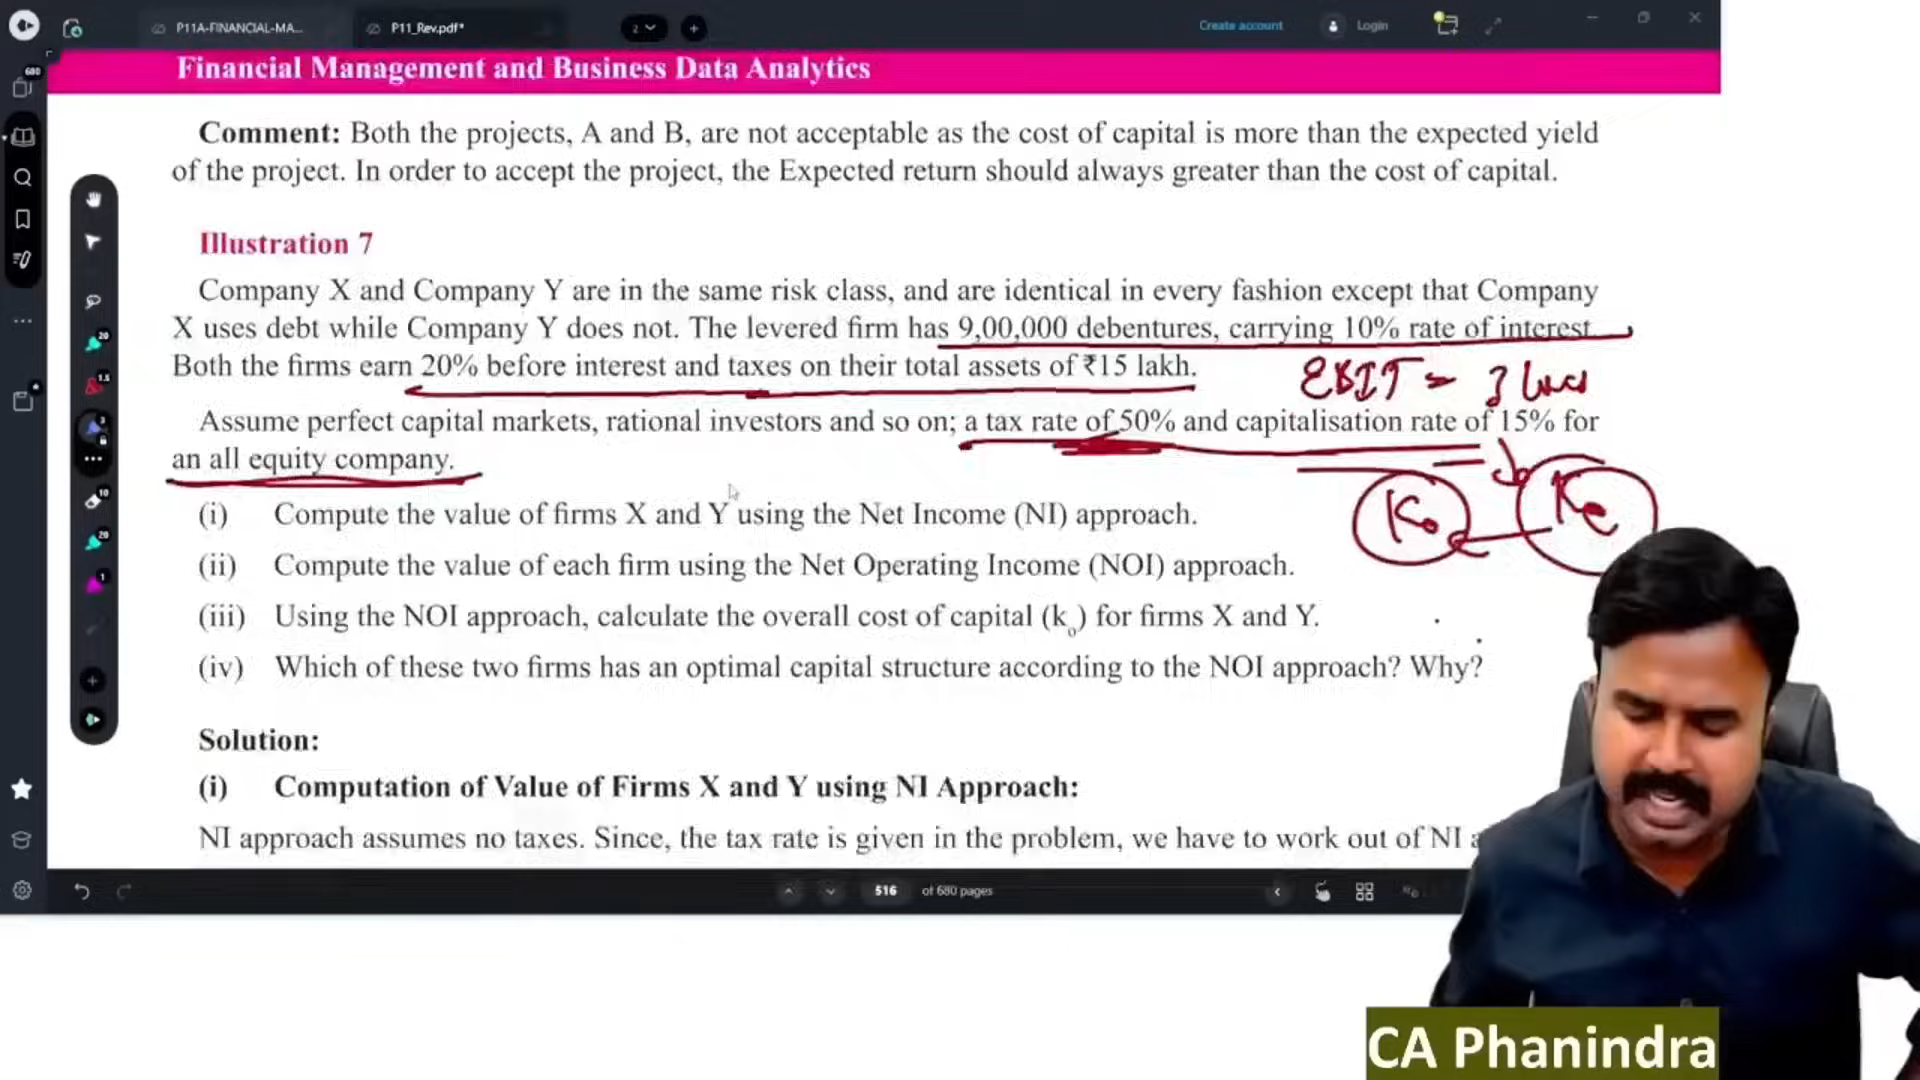 P11A-FINANCIAL-MA...
P11_Rev.pdf*
2
Create account
Login
680
Financial Management and Business Data Analytics
Comment: Both the projects, A and B, are not acceptable as the cost of capital is more than the expected yield
of the project. In order to accept the project, the Expected return should always greater than the cost of capital.
Illustration 7
Company X and Company Y are in the same risk class, and are identical in every fashion except that Company
X uses debt while Company Y does not. The levered firm has 9,00,000 debentures, carrying 10% rate of interest.
Both the firms earn 20% before interest and taxes on their total assets of ₹15 lakh.
EBIT = 3 lacs
Assume perfect capital markets, rational investors and so on; a tax rate of 50% and capitalisation rate of 15% for
an all equity company.
Ko
Ke
(i) Compute the value of firms X and Y using the Net Income (NI) approach.
(ii) Compute the value of each firm using the Net Operating Income (NOI) approach.
(iii) Using the NOI approach, calculate the overall cost of capital (ko) for firms X and Y.
(iv) Which of these two firms has an optimal capital structure according to the NOI approach? Why?
Solution:
(i) Computation of Value of Firms X and Y using NI Approach:
NI approach assumes no taxes. Since, the tax rate is given in the problem, we have to work out of NI a
20
1.5
3
10
20
1
516 of 680 pages
CA Phanindra